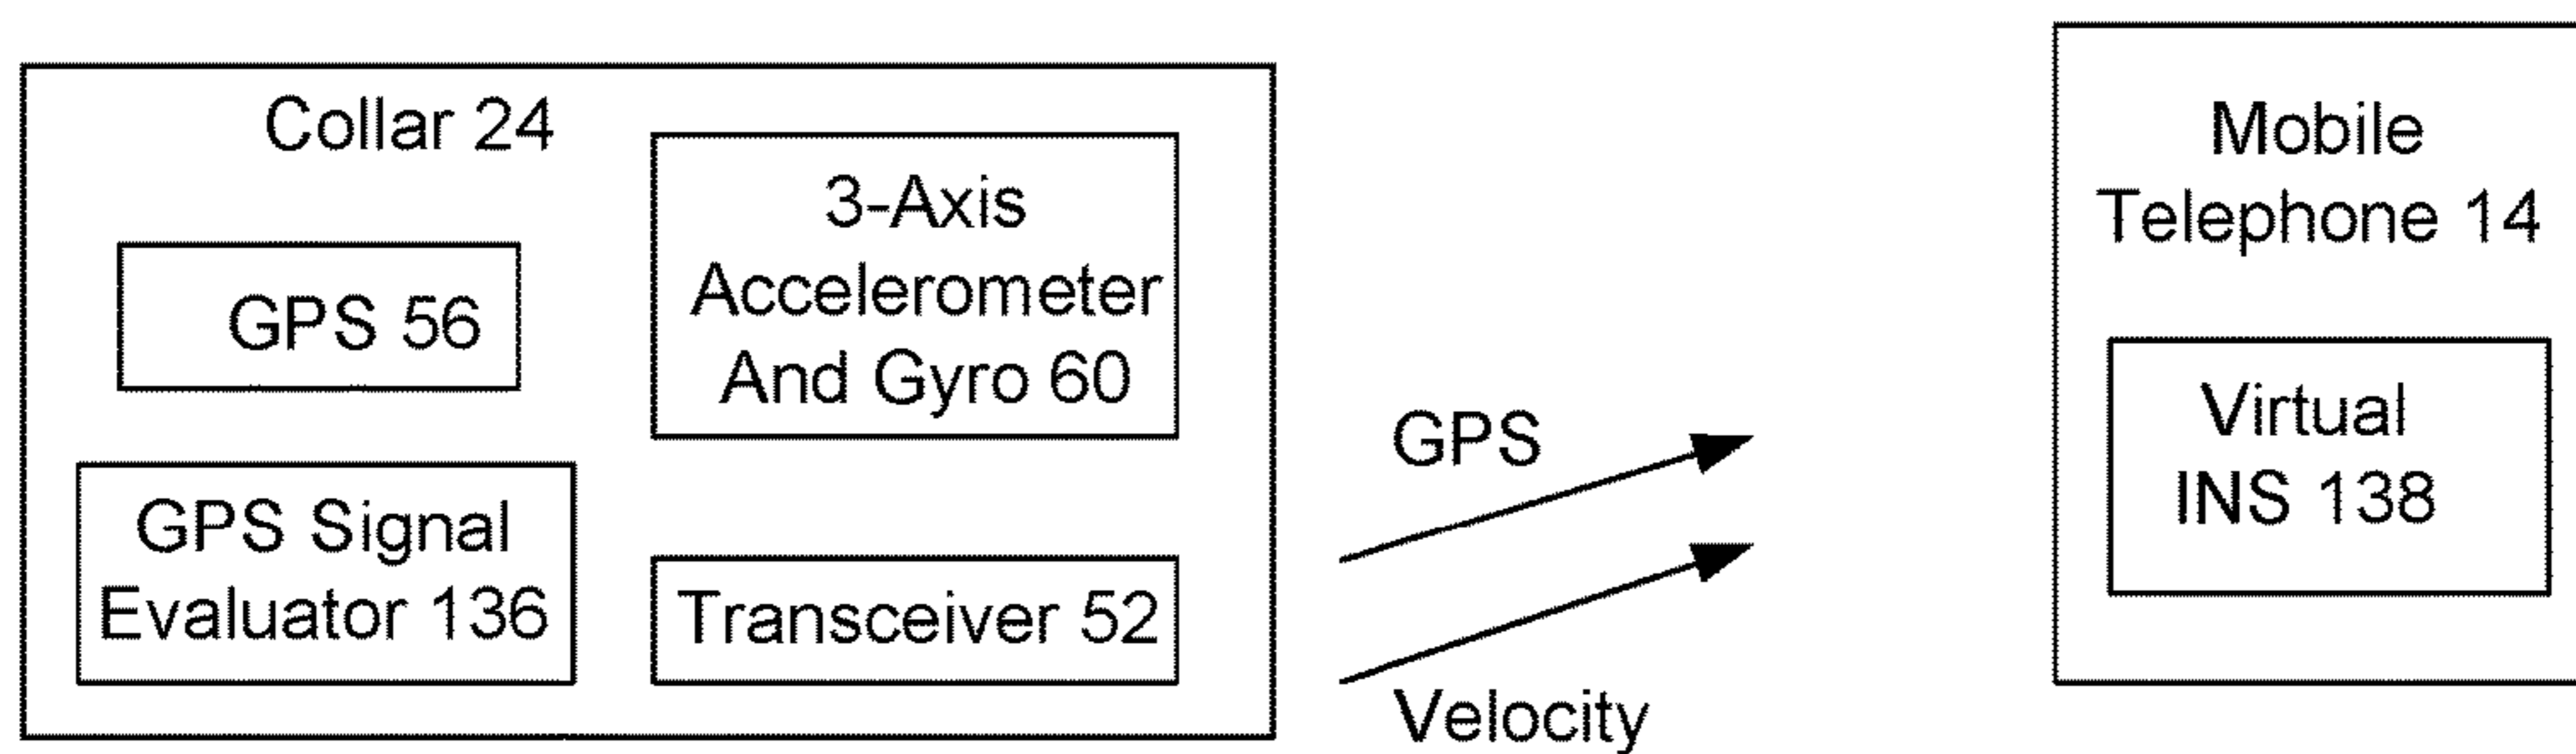 Collar 24
GPS 56
3-Axis
Accelerometer
And Gyro 60
GPS Signal
Evaluator 136
Transceiver 52
GPS
Velocity
Mobile
Telephone 14
Virtual
INS 138